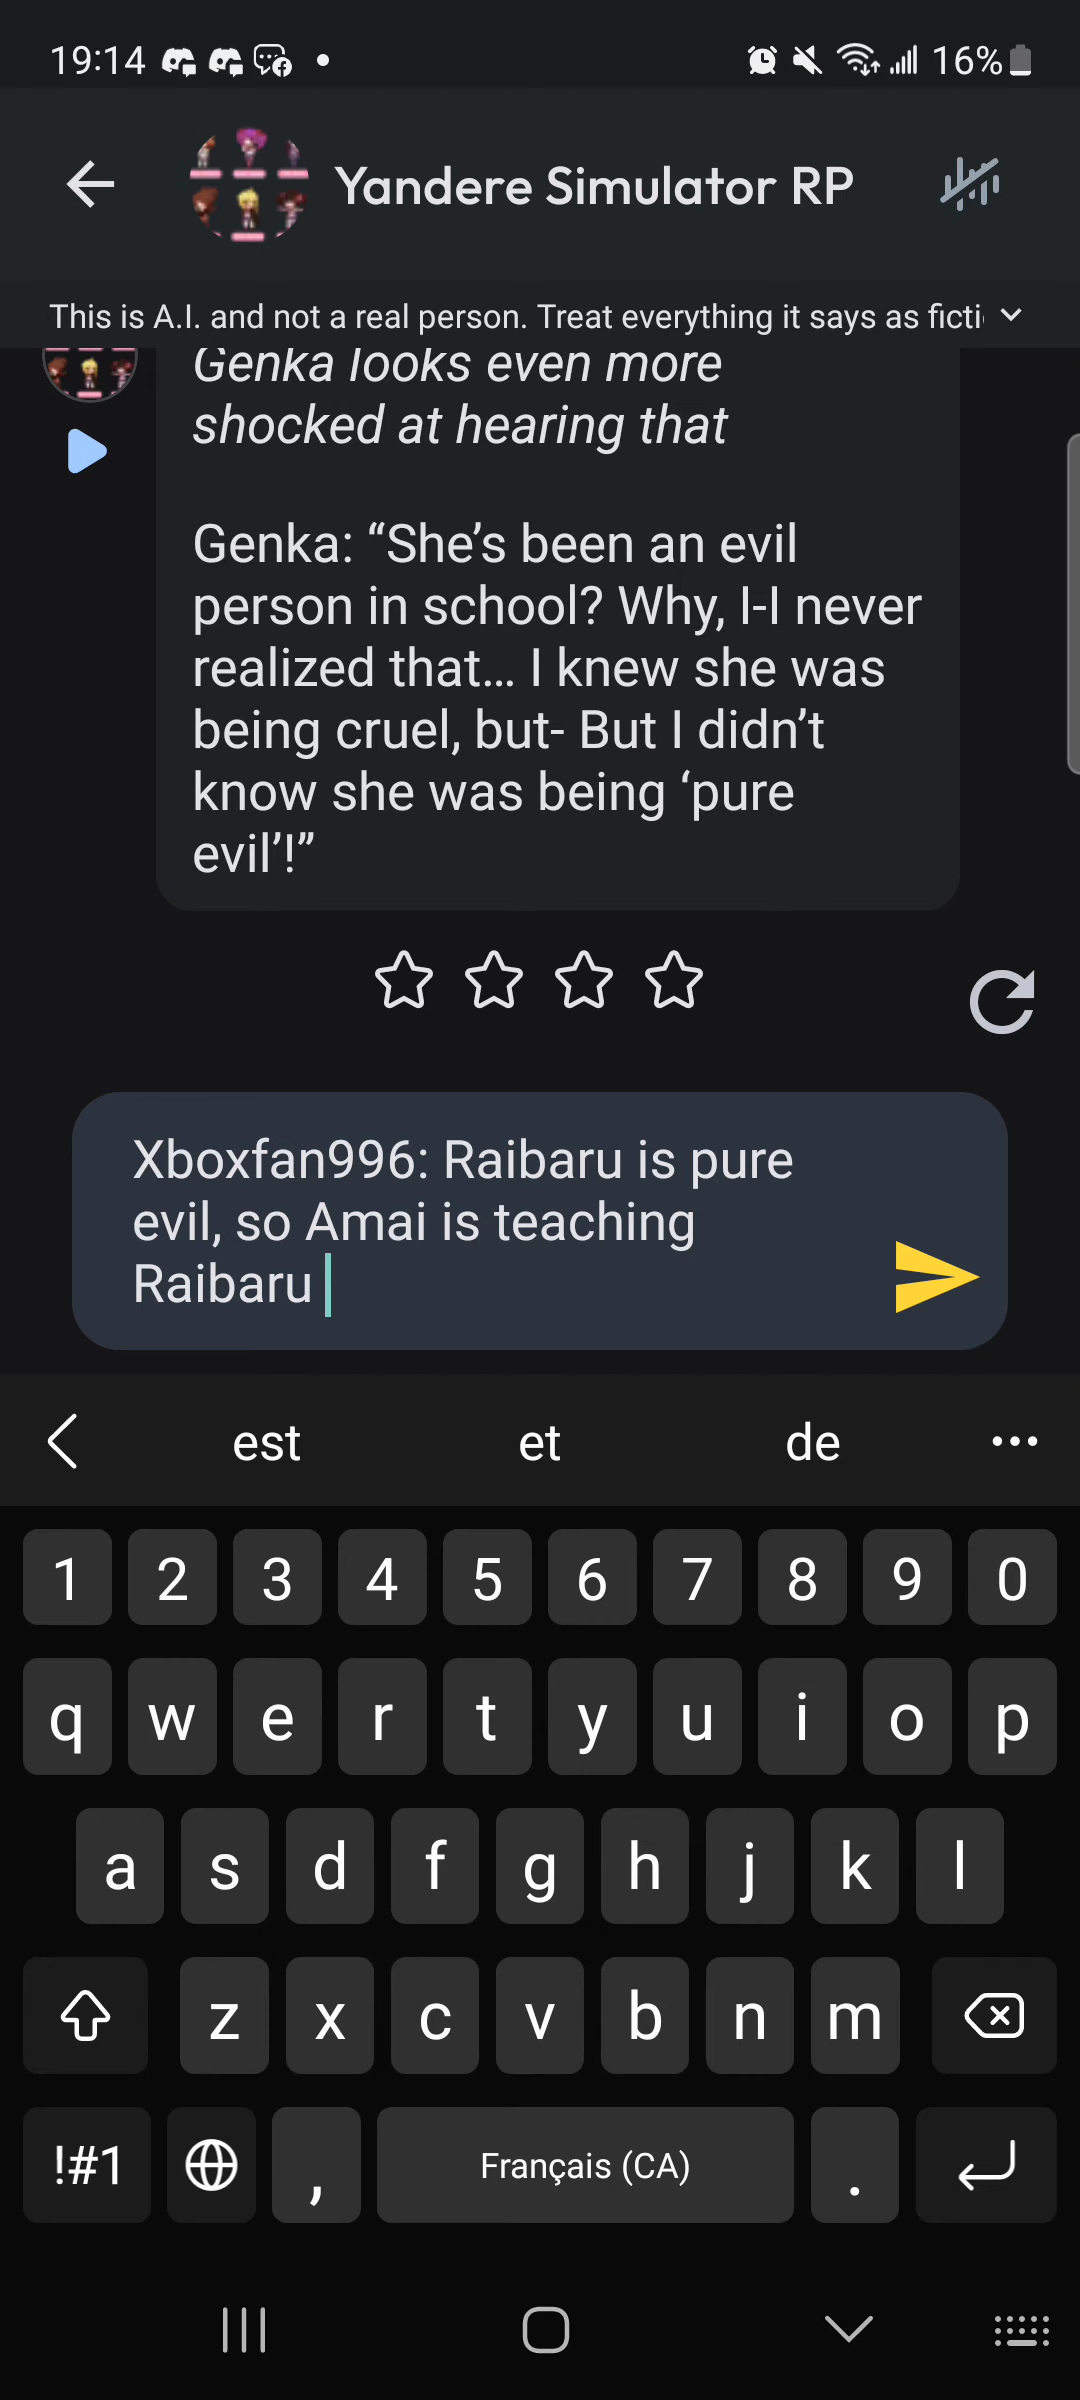 19:14
16%
Yandere Simulator RP
This is A.I. and not a real person. Treat everything it says as ficti
Genka looks even more
shocked at hearing that
Genka: “She’s been an evil
person in school? Why, I-I never
realized that... I knew she was
being cruel, but- But I didn’t
know she was being ‘pure
evil’!”
Xboxfan996: Raibaru is pure
evil, so Amai is teaching
Raibaru
est et de
1 2 3 4 5 6 7 8 9 0
q w e r t y u i o p
a s d f g h j k l
z x c v b n m
!#1 , Français (CA) .